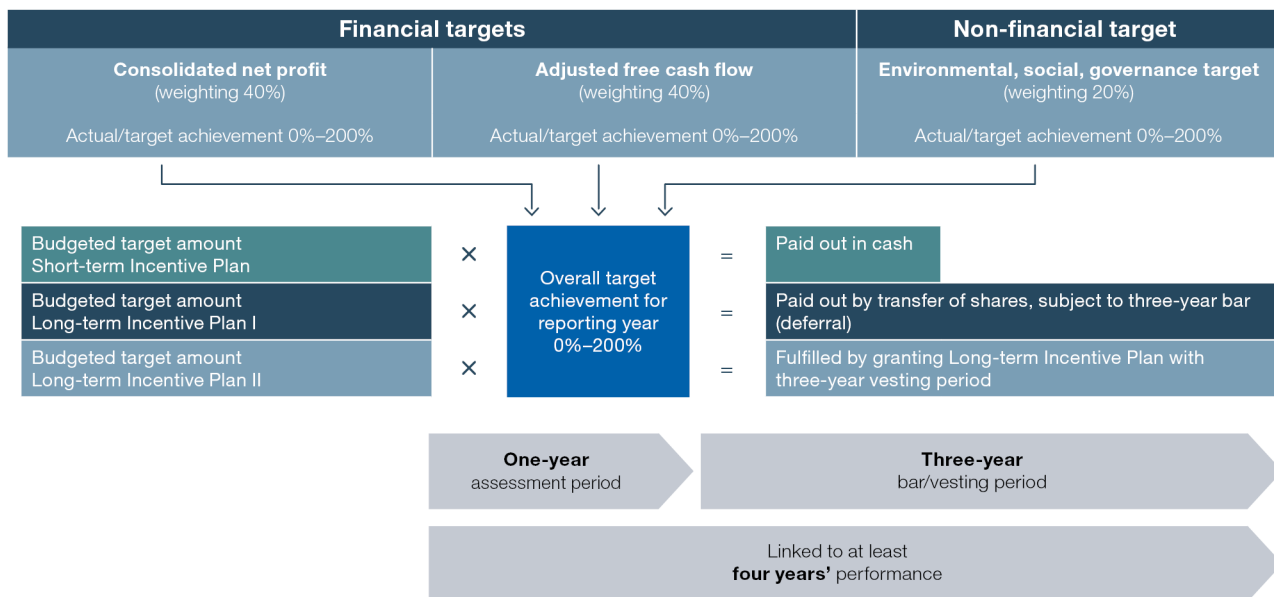 Financial targets
Non-financial target
Consolidated net profit
(weighting 40%)
Actual/target achievement 0%–200%
Adjusted free cash flow
(weighting 40%)
Actual/target achievement 0%–200%
Environmental, social, governance target
(weighting 20%)
Actual/target achievement 0%–200%
Budgeted target amount
Short-term Incentive Plan
×
Overall target
achievement for
reporting year
0%–200%
=
Paid out in cash
Budgeted target amount
Long-term Incentive Plan I
×
=
Paid out by transfer of shares, subject to three-year bar
(deferral)
Budgeted target amount
Long-term Incentive Plan II
×
=
Fulfilled by granting Long-term Incentive Plan with
three-year vesting period
One-year
assessment period
Three-year
bar/vesting period
Linked to at least
four years’ performance